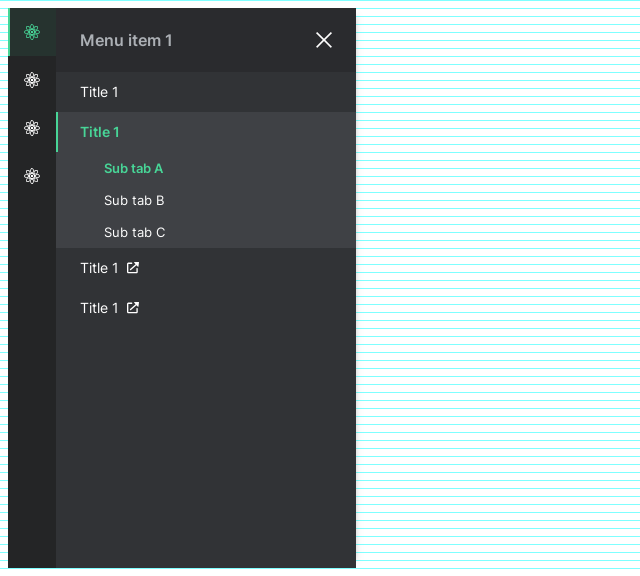 Menu item 1
Title 1
Title 1
Sub tab A
Sub tab B
Sub tab C
Title 1
Title 1